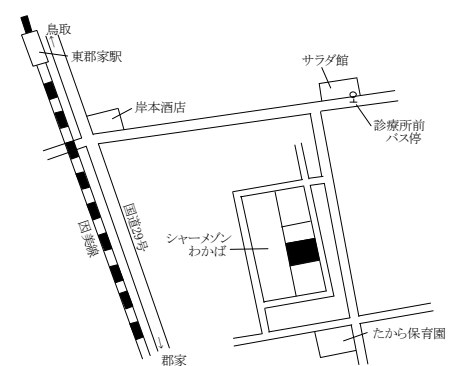 鳥取
↑
東郡家駅
サラダ館
岸本酒店
診療所前
バス停
国道29号
因美線
シャーメゾン
わかば
たから保育園
↓
郡家